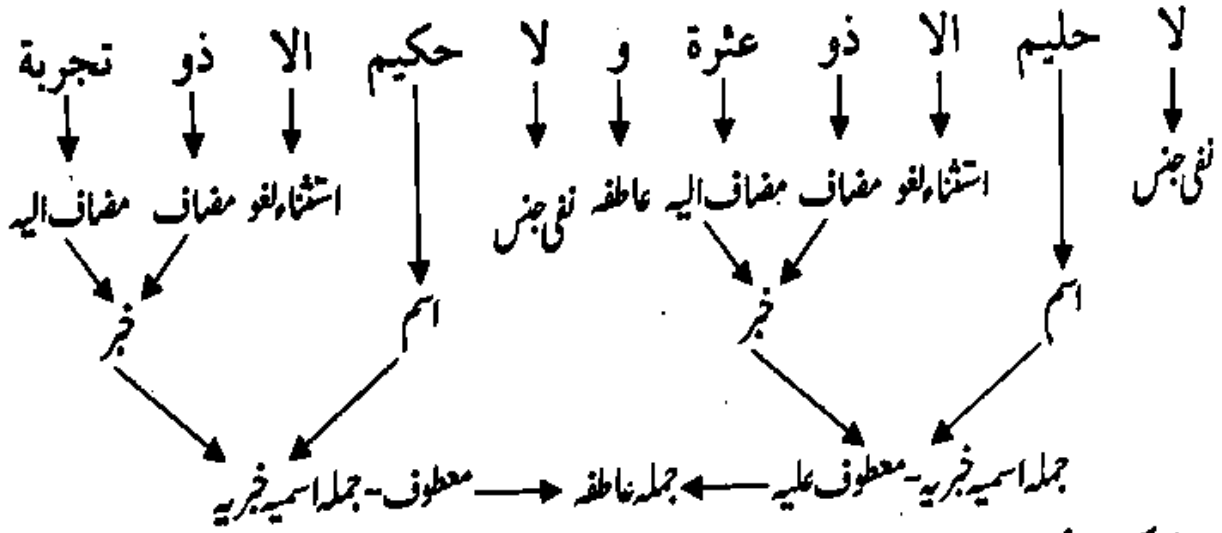 لا حليم الا ذو عثرة و لا حكيم الا ذو تجربة
نفی جنس استثناء لغو مضاف مضاف الیہ عاطفہ نفی جنس استثناء لغو مضاف مضاف الیہ
اسم خبر اسم خبر
جملہ اسمیہ خبریہ - معطوف علیہ جملہ عاطفہ معطوف - جملہ اسمیہ خبریہ